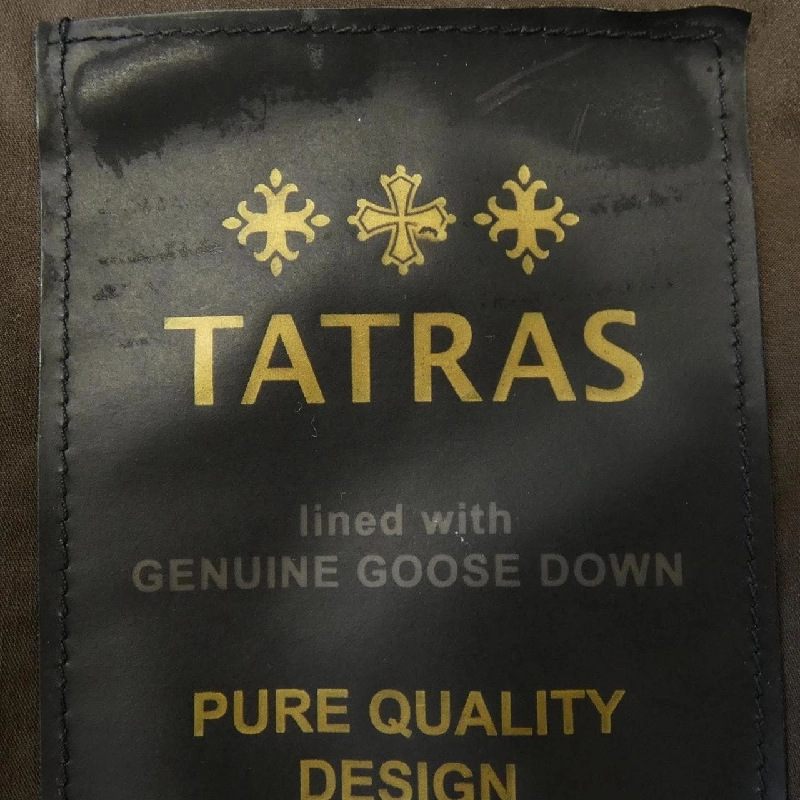 TATRAS
lined with
GENUINE GOOSE DOWN
PURE QUALITY
DESIGN